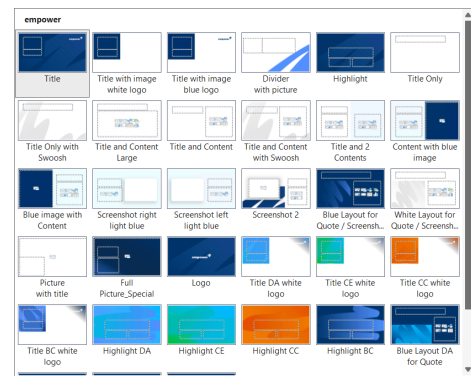 empower
Title
Title with image
white logo
Title with image
blue logo
Divider
with picture
Highlight
Title Only
Title Only with
Swoosh
Title and Content
Large
Title and Content
Title and Content
with Swoosh
Title and 2
Contents
Content with blue
image
Blue image with
Content
Screenshot right
light blue
Screenshot left
light blue
Screenshot 2
Blue Layout for
Quote / Screensh...
White Layout for
Quote / Screensh...
Picture
with title
Full
Picture_Special
empower
Logo
Title DA white
logo
Title CE white
logo
Title CC white
logo
Title BC white
logo
Highlight DA
Highlight CE
Highlight CC
Highlight BC
Blue Layout DA
for Quote